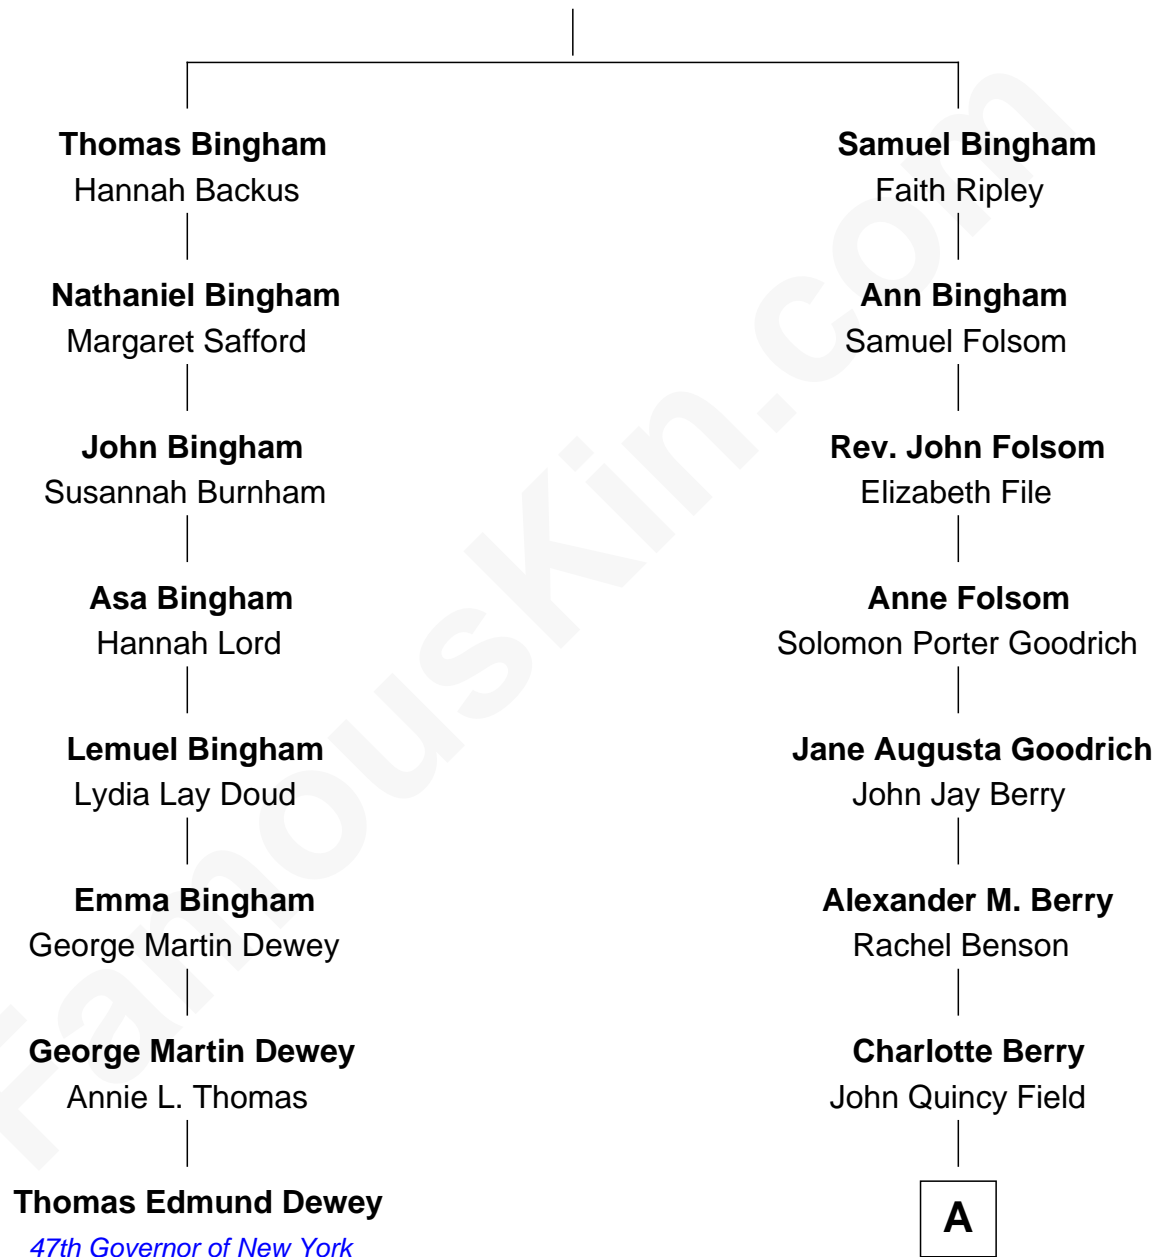 Thomas Bingham
Hannah Backus
Nathaniel Bingham
Margaret Safford
John Bingham
Susannah Burnham
Asa Bingham
Hannah Lord
Lemuel Bingham
Lydia Lay Doud
Emma Bingham
George Martin Dewey
George Martin Dewey
Annie L. Thomas
Thomas Edmund Dewey
47th Governor of New York
Samuel Bingham
Faith Ripley
Ann Bingham
Samuel Folsom
Rev. John Folsom
Elizabeth File
Anne Folsom
Solomon Porter Goodrich
Jane Augusta Goodrich
John Jay Berry
Alexander M. Berry
Rachel Benson
Charlotte Berry
John Quincy Field
A
FamousKin.com